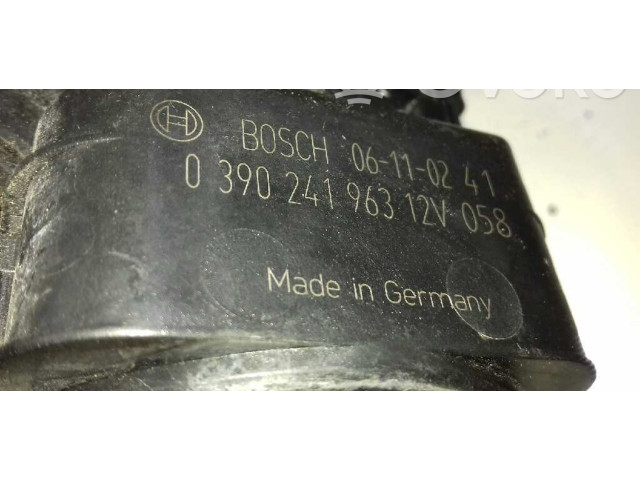 BOSCH 06-11-02 41
0 390 241 963 12V 058
Made in Germany